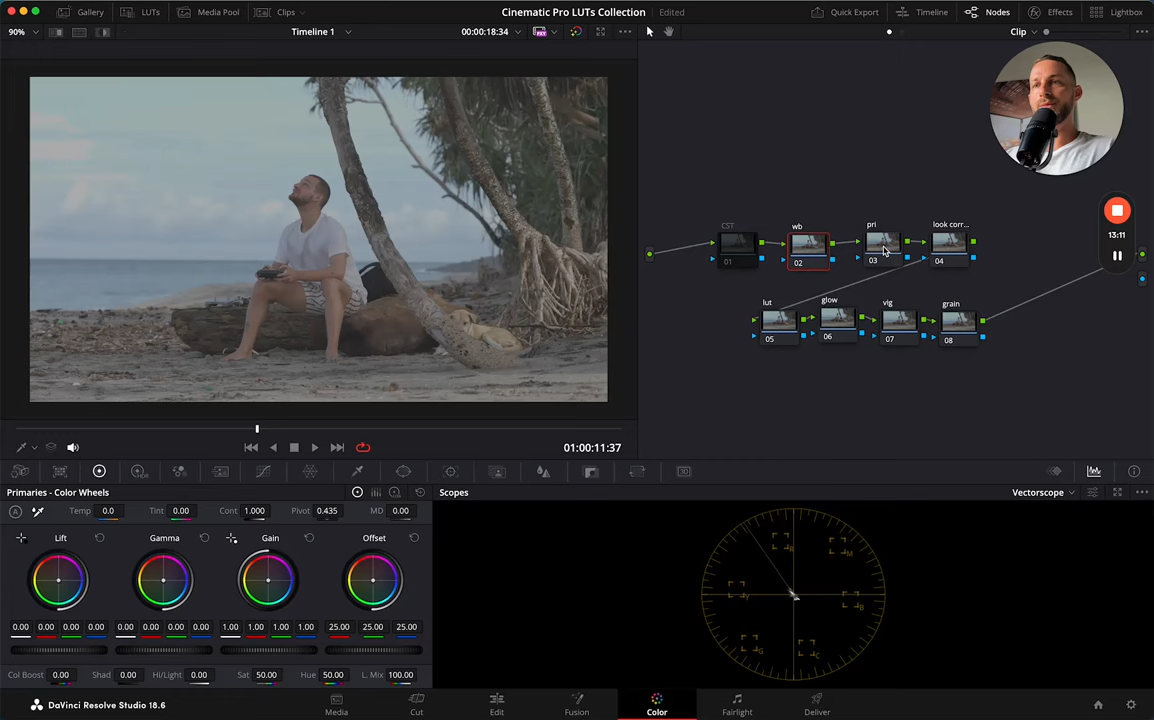 Gallery LUTs Media Pool Clips Cinematic Pro LUTs Collection Edited Quick Export Timeline Nodes Effects Lightbox
90% Timeline 1 00:00:18:34 Clip
CST wb pri look corr...
01 02 03 04
lut glow vig grain
05 06 07 08
13:11
01:00:11:37
Primaries - Color Wheels Scopes Vectorscope
A Temp 0.0 Tint 0.00 Cont 1.000 Pivot 0.435 MD 0.00
Lift Gamma Gain Offset
R M
Y B
G C
0.00 0.00 0.00 0.00 0.00 0.00 0.00 0.00 1.00 1.00 1.00 1.00 25.00 25.00 25.00
Col Boost 0.00 Shad 0.00 Hi/Light 0.00 Sat 50.00 Hue 50.00 L. Mix 100.00
DaVinci Resolve Studio 18.6 Media Cut Edit Fusion Color Fairlight Deliver